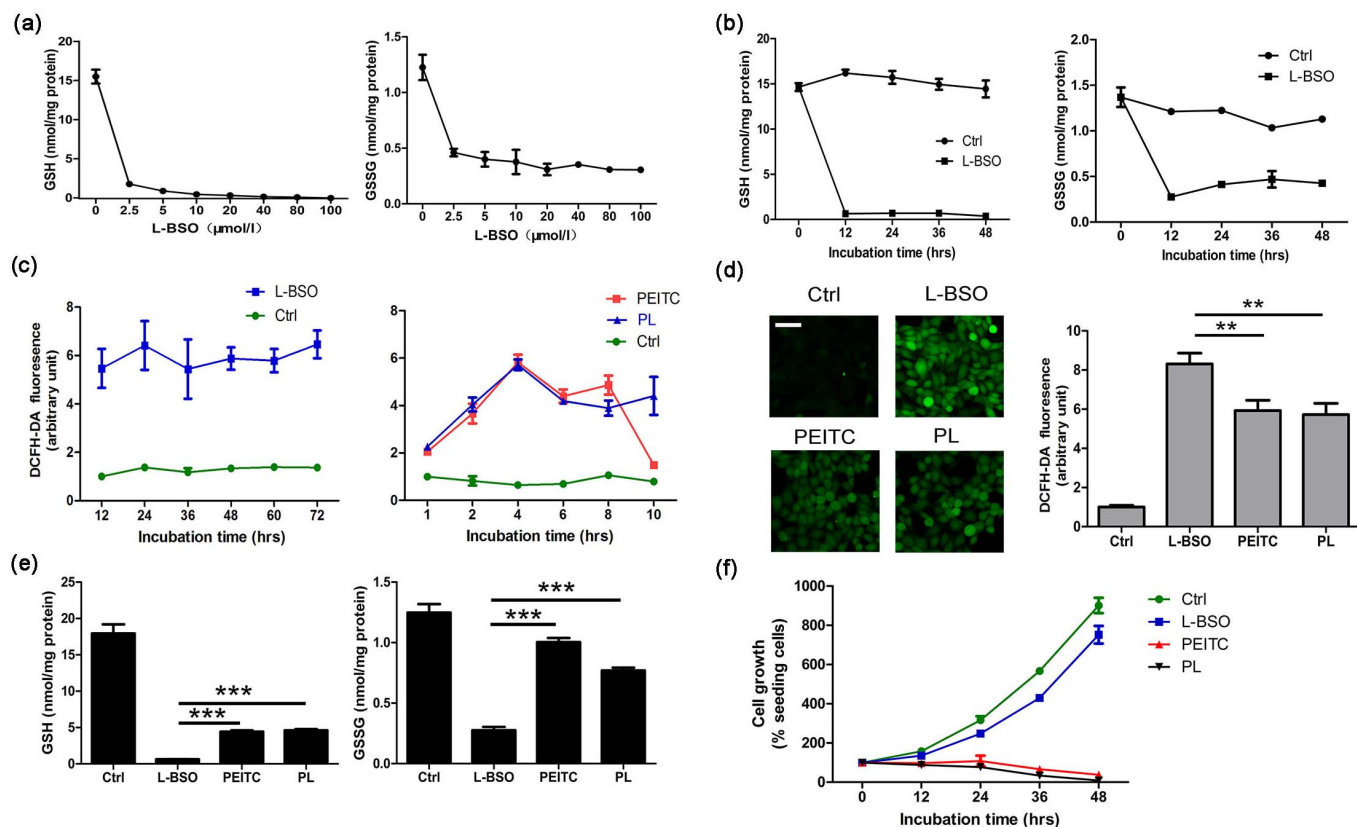 (a)
GSH (nmol/mg protein)
20
15
10
5
0
0 2.5 5 10 20 40 80 100
L-BSO (μmol/l)
GSSG (nmol/mg protein)
1.5
1.0
0.5
0.0
0 2.5 5 10 20 40 80 100
L-BSO (μmol/l)
(b)
GSH (nmol/mg protein)
20
15
10
5
0
Ctrl
L-BSO
0 12 24 36 48
Incubation time (hrs)
GSSG (nmol/mg protein)
2.0
1.5
1.0
0.5
0.0
Ctrl
L-BSO
0 12 24 36 48
Incubation time (hrs)
(c)
DCFH-DA fluoresence
(arbitrary unit)
8
6
4
2
0
L-BSO
Ctrl
12 24 36 48 60 72
Incubation time (hrs)
8
6
4
2
0
PEITC
PL
Ctrl
1 2 4 6 8 10
Incubation time (hrs)
(d)
Ctrl L-BSO
PEITC PL
DCFH-DA fluoresence
(arbitrary unit)
10
8
6
4
2
0
**
**
Ctrl L-BSO PEITC PL
(e)
GSH (nmol/mg protein)
25
20
15
10
5
0
***
***
Ctrl L-BSO PEITC PL
GSSG (nmol/mg protein)
1.5
1.0
0.5
0.0
***
***
Ctrl L-BSO PEITC PL
(f)
Cell growth
(% seeding cells)
1000
800
600
400
200
0
Ctrl
L-BSO
PEITC
PL
0 12 24 36 48
Incubation time (hrs)